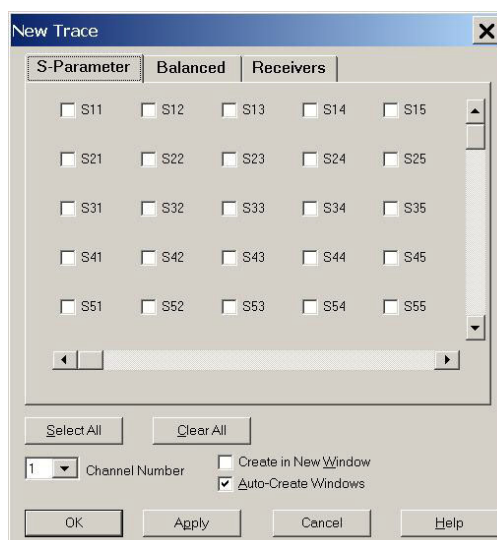 New Trace
S-Parameter Balanced Receivers
S11 S12 S13 S14 S15
S21 S22 S23 S24 S25
S31 S32 S33 S34 S35
S41 S42 S43 S44 S45
S51 S52 S53 S54 S55
Select All Clear All
1 Channel Number
Create in New Window
Auto-Create Windows
OK Apply Cancel Help